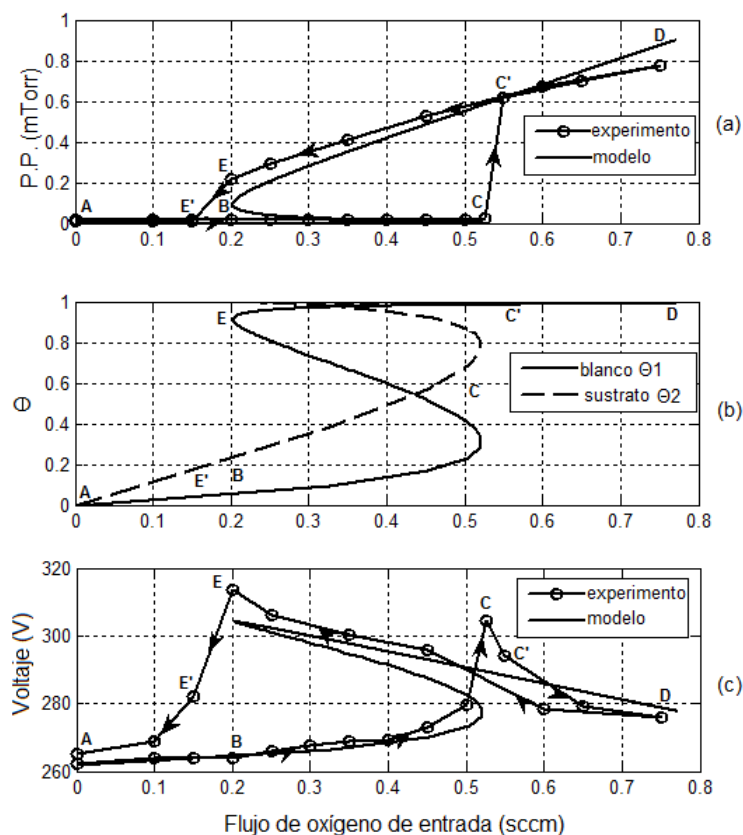 1
0.8
0.6
0.4
0.2
0
P.P. (mTorr)
A
E'
B
E
C
C'
D
experimento
modelo
(a)
0 0.1 0.2 0.3 0.4 0.5 0.6 0.7 0.8
1
0.8
0.6
0.4
0.2
0
Θ
A
E'
B
E
C
C'
D
blanco Θ1
sustrato Θ2
(b)
0 0.1 0.2 0.3 0.4 0.5 0.6 0.7 0.8
320
300
280
260
Voltaje (V)
A
E'
E
B
C
C'
D
experimento
modelo
(c)
0 0.1 0.2 0.3 0.4 0.5 0.6 0.7 0.8
Flujo de oxígeno de entrada (sccm)